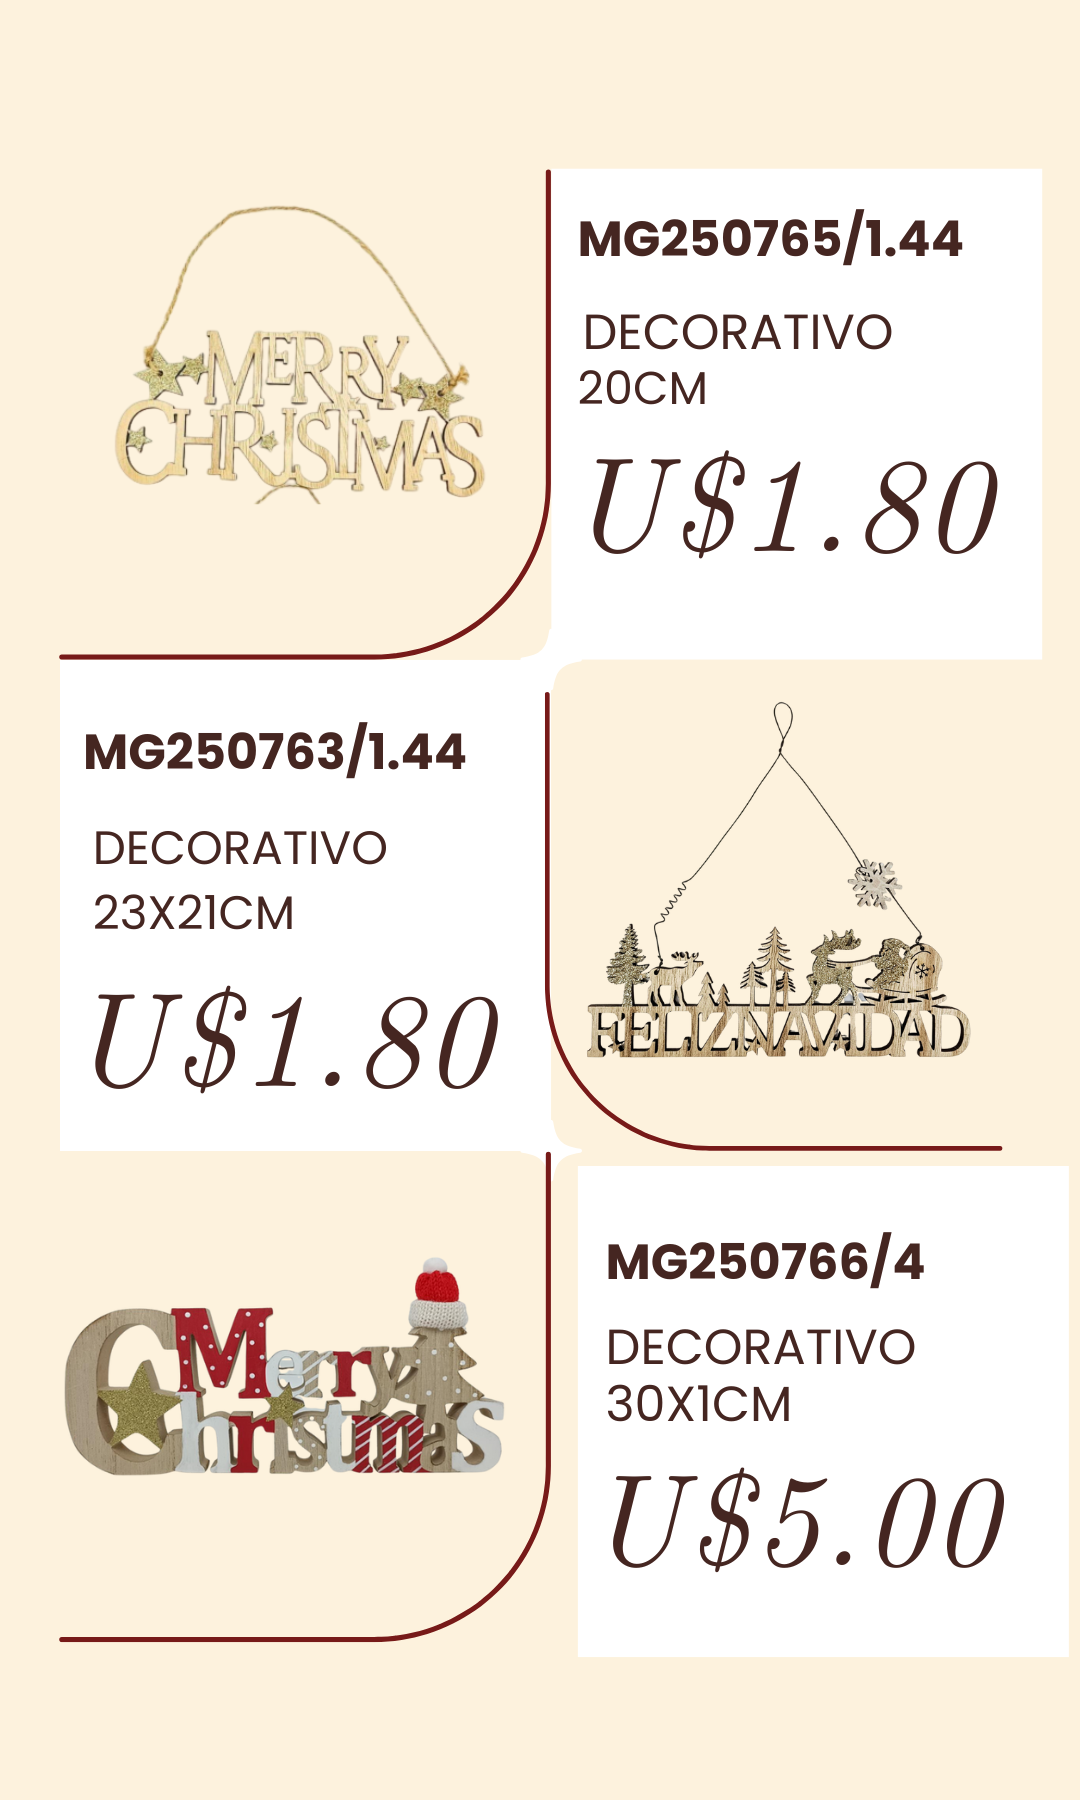 MERRY
CHRISTMAS
MG250765/1.44
DECORATIVO
20CM
U$1.80
MG250763/1.44
DECORATIVO
23X21CM
U$1.80
FELIZ NAVIDAD
Merry
Christmas
MG250766/4
DECORATIVO
30X1CM
U$5.00